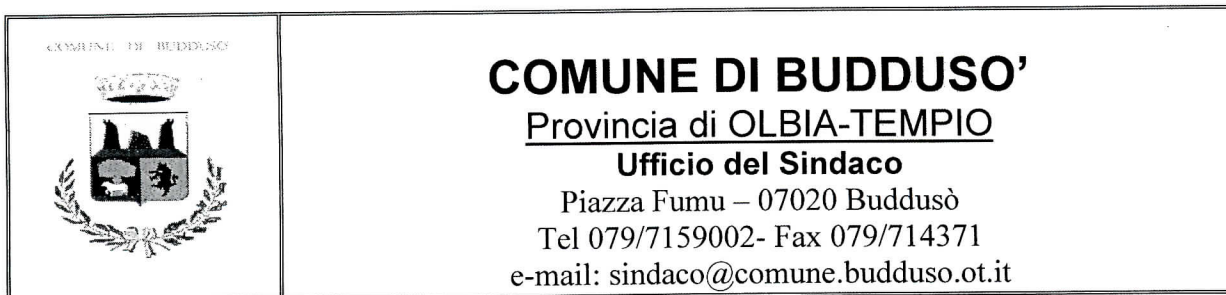 COMUNE DI BUDDUSO'
COMUNE DI BUDDUSO'
Provincia di OLBIA-TEMPIO
Ufficio del Sindaco
Piazza Fumu – 07020 Buddusò
Tel 079/7159002- Fax 079/714371
e-mail: sindaco@comune.budduso.ot.it